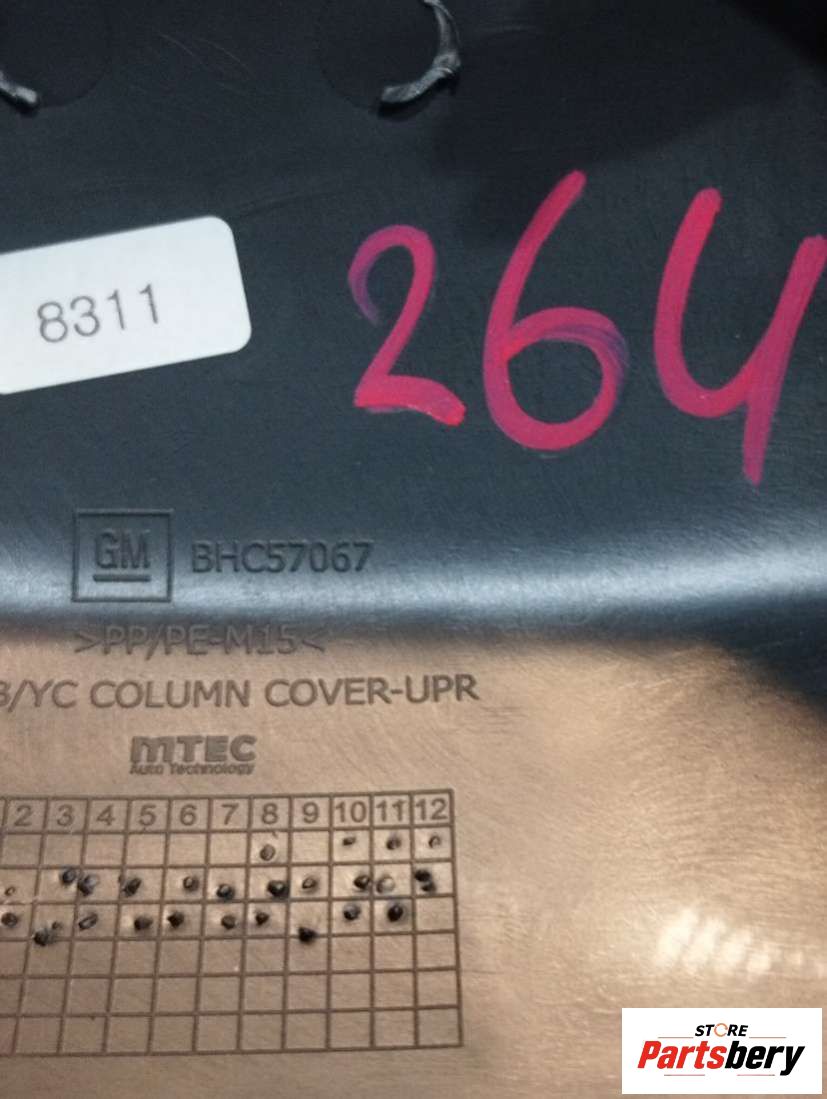 264
8311
GM BHC57067
>PP/PE-M15<
B/YC COLUMN COVER-UPR
mTEC
Auto Technology
2 3 4 5 6 7 8 9 10 11 12
STORE
Partsbery